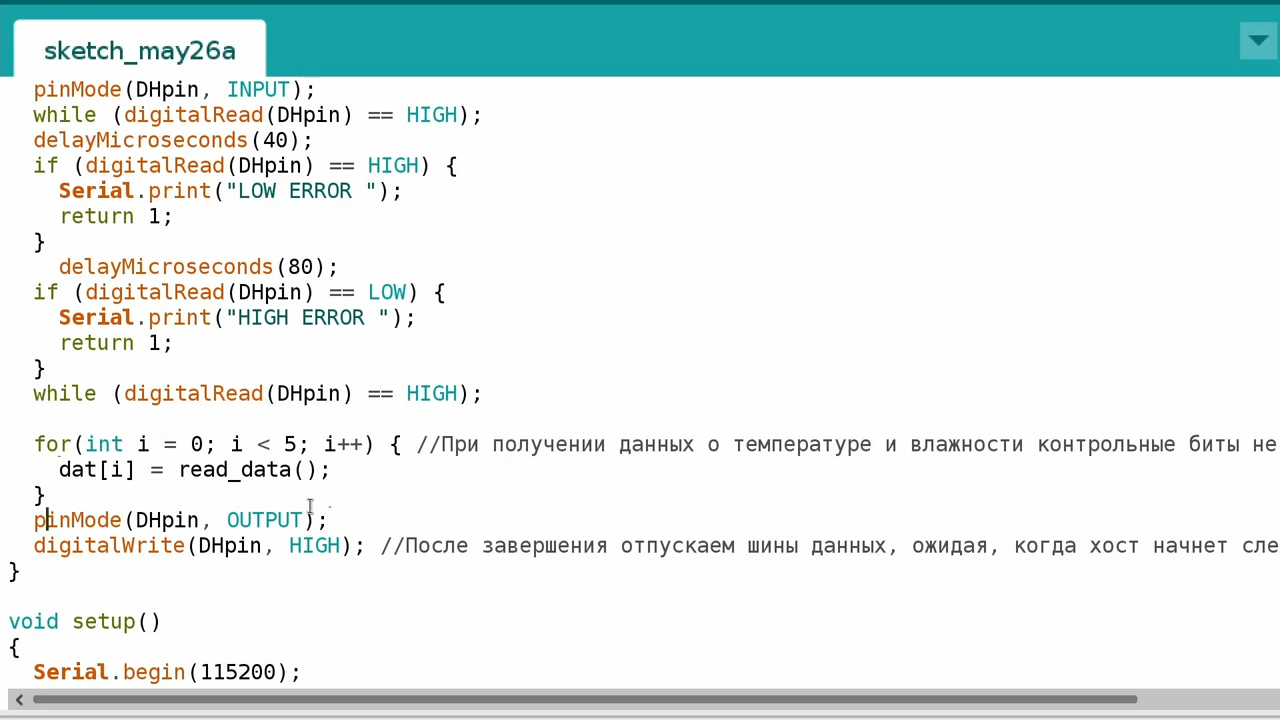 sketch_may26a
pinMode(DHpin, INPUT);
while (digitalRead(DHpin) == HIGH);
delayMicroseconds(40);
if (digitalRead(DHpin) == HIGH) {
Serial.print("LOW ERROR ");
return 1;
}
delayMicroseconds(80);
if (digitalRead(DHpin) == LOW) {
Serial.print("HIGH ERROR ");
return 1;
}
while (digitalRead(DHpin) == HIGH);
for(int i = 0; i < 5; i++) { //При получении данных о температуре и влажности контрольные биты не
dat[i] = read_data();
}
pinMode(DHpin, OUTPUT);
digitalWrite(DHpin, HIGH); //После завершения отпускаем шины данных, ожидая, когда хост начнет сле
}
void setup()
{
Serial.begin(115200);